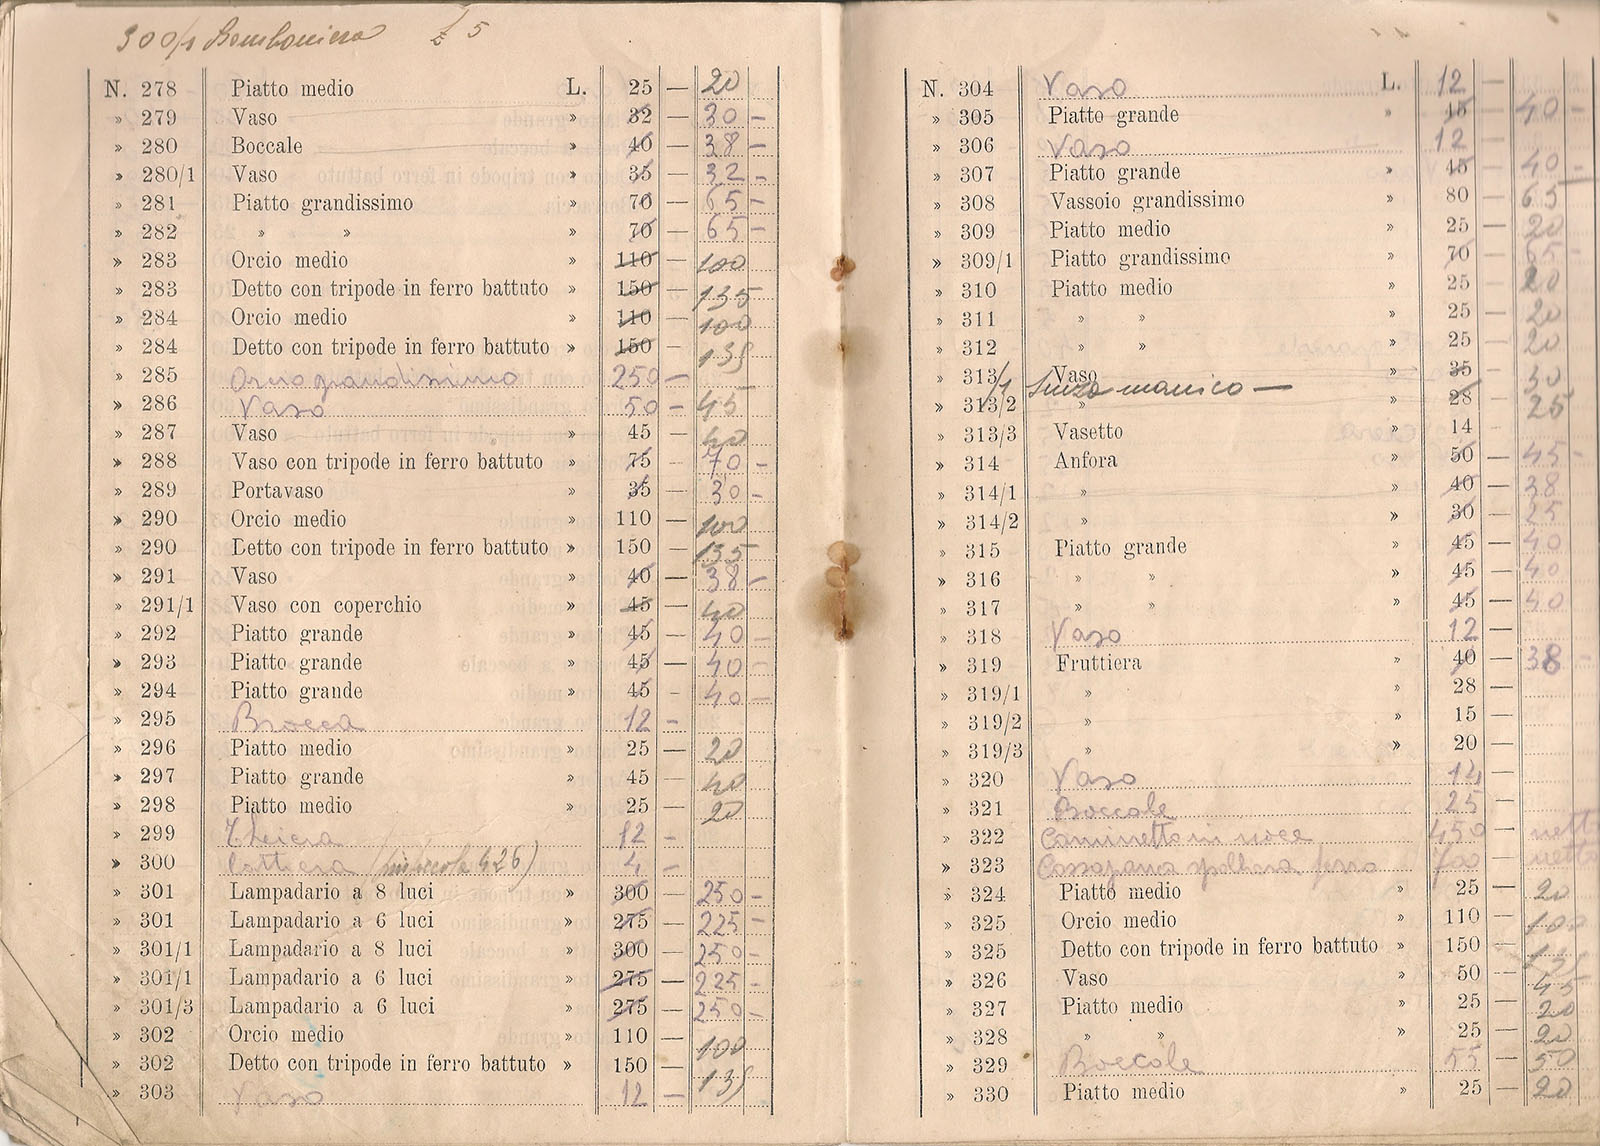 300/1 Bomboniera £ 5
N. 278 Piatto medio L. 25 — 20
» 279 Vaso » 32 — 30 –
» 280 Boccale » 40 — 38 –
» 280/1 Vaso » 35 — 32 –
» 281 Piatto grandissimo » 70 — 65 –
» 282 » » » 70 — 65 –
» 283 Orcio medio » 110 — 100
» 283 Detto con tripode in ferro battuto » 150 — 135
» 284 Orcio medio » 110 — 100
» 284 Detto con tripode in ferro battuto » 150 — 135
» 285 Orcio grandissimo 250 —
» 286 Vaso 50 — 45
» 287 Vaso » 45 — 40
» 288 Vaso con tripode in ferro battuto » 75 — 70 –
» 289 Portavaso » 35 — 30 –
» 290 Orcio medio » 110 — 100
» 290 Detto con tripode in ferro battuto » 150 — 135
» 291 Vaso » 40 — 38 –
» 291/1 Vaso con coperchio » 45 — 40
» 292 Piatto grande » 45 — 40 –
» 293 Piatto grande » 45 — 40 –
» 294 Piatto grande » 45 - 40 –
» 295 Brocca 12 –
» 296 Piatto medio » 25 — 20
» 297 Piatto grande » 45 — 40
» 298 Piatto medio » 25 — 20
» 299 Theiera 12 –
» 300 4 –
» 301 Lampadario a 8 luci » 300 — 250 –
» 301 Lampadario a 6 luci » 275 — 225 –
» 301/1 Lampadario a 8 luci » 300 — 250 –
» 301/1 Lampadario a 6 luci » 275 — 225 –
» 301/3 Lampadario a 6 luci » 275 — 250 –
» 302 Orcio medio » 110 — 100
» 302 Detto con tripode in ferro battuto » 150 — 135
» 303 Vaso 12 —
N. 304 Vaso L. 12 —
» 305 Piatto grande » 45 — 40 –
» 306 Vaso 12 —
» 307 Piatto grande » 45 — 40 –
» 308 Vassoio grandissimo » 80 — 65
» 309 Piatto medio » 25 — 20
» 309/1 Piatto grandissimo » 70 — 65 –
» 310 Piatto medio » 25 — 20
» 311 » » » 25 — 20
» 312 » » » 25 — 20
» 313/1 Vaso » 35 — 30
senza manico —
» 313/2 » » 28 — 25
» 313/3 Vasetto » 14 —
» 314 Anfora » 50 — 45 –
» 314/1 » » 40 — 38
» 314/2 » » 30 — 25
» 315 Piatto grande » 45 — 40
» 316 » » » 45 — 40
» 317 » » » 45 — 40
» 318 Vaso 12 —
» 319 Fruttiera » 40 — 38 –
» 319/1 » » 28 —
» 319/2 » » 15 —
» 319/3 » » 20 —
» 320 Vaso —
» 321 Boccale 25 —
» 322 Caminetto in noce 450 — netto
» 323 700 — netto
» 324 Piatto medio » 25 — 20
» 325 Orcio medio » 110 — 100
» 325 Detto con tripode in ferro battuto » 150 — 135
» 326 Vaso » 50 — 45
» 327 Piatto medio » 25 — 20
» 328 » » » 25 — 20
» 329 Boccale 55 — 50
» 330 Piatto medio » 25 — 20